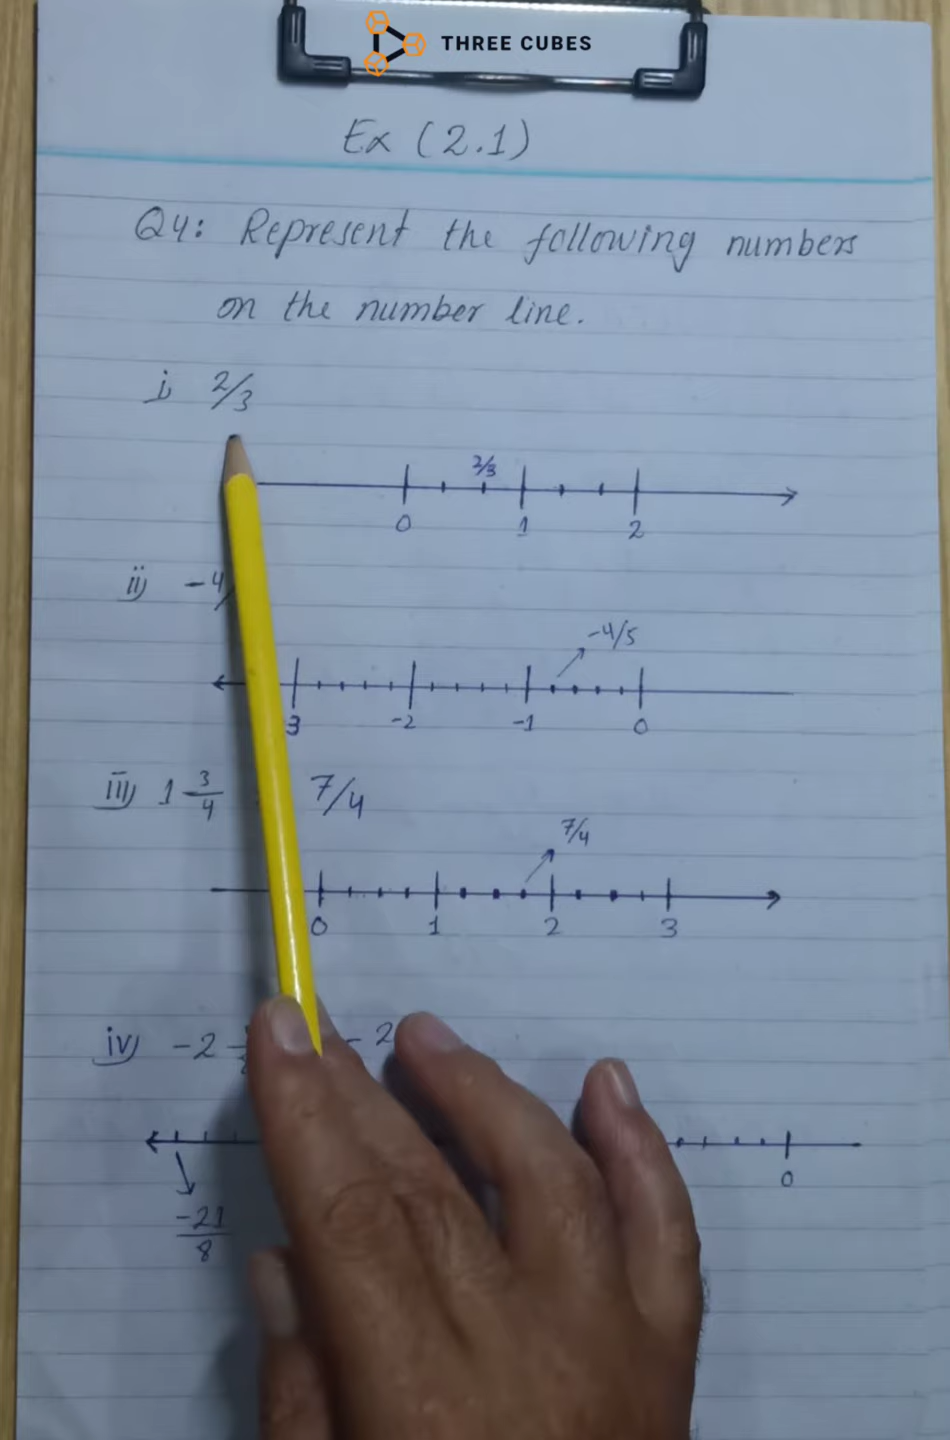 THREE CUBES
Ex (2.1)
Q4: Represent the following numbers
on the number line.
i) 2/3
2/3
0 1 2
ii) -4/
-4/5
3 -2 -1 0
iii) 1 3/4 7/4
7/4
0 1 2 3
iv) -2 - 2
0
-21/8